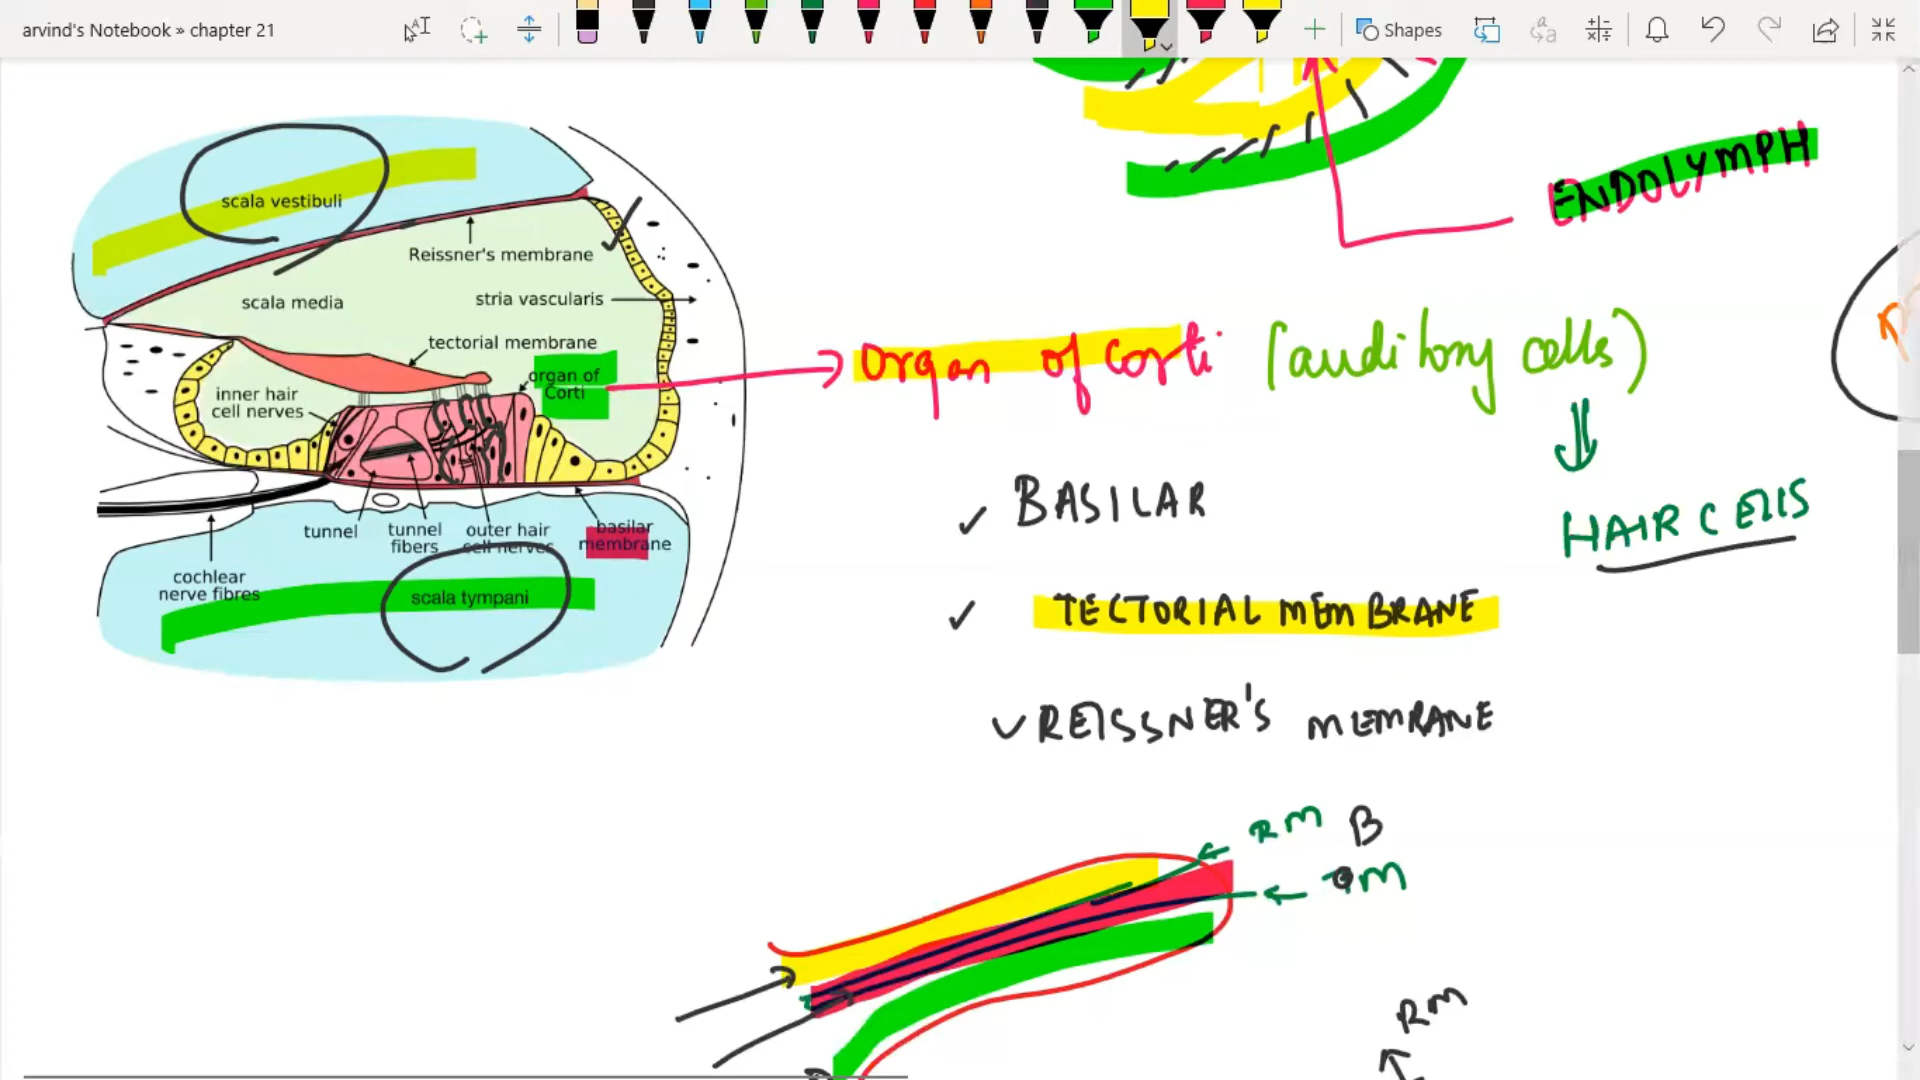 arvind's Notebook » chapter 21
Shapes
scala vestibuli
Reissner's membrane
scala media
stria vascularis
tectorial membrane
organ of
Corti
inner hair
cell nerves
tunnel
tunnel
fibers
outer hair
cell nerves
basilar
membrane
cochlear
nerve fibres
scala tympani
ENDOLYMPH
Organ of Corti (auditory cells)
HAIR CELLS
BASILAR
TECTORIAL MEMBRANE
REISSNER'S MEMRANE
RM B
M
RM